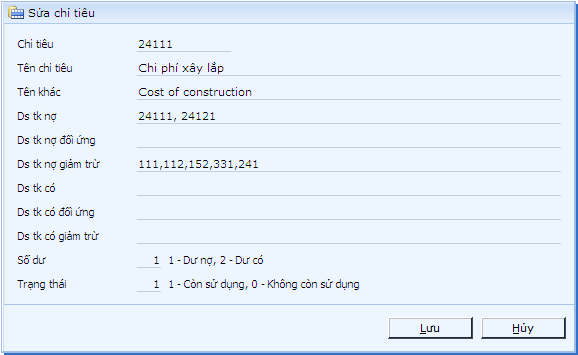 Sửa chỉ tiêu
Chỉ tiêu 24111
Tên chỉ tiêu Chi phí xây lắp
Tên khác Cost of construction
Ds tk nợ 24111, 24121
Ds tk nợ đối ứng
Ds tk nợ giảm trừ 111,112,152,331,241
Ds tk có
Ds tk có đối ứng
Ds tk có giảm trừ
Số dư 1 1 - Dư nợ, 2 - Dư có
Trạng thái 1 1 - Còn sử dụng, 0 - Không còn sử dụng
Lưu Hủy